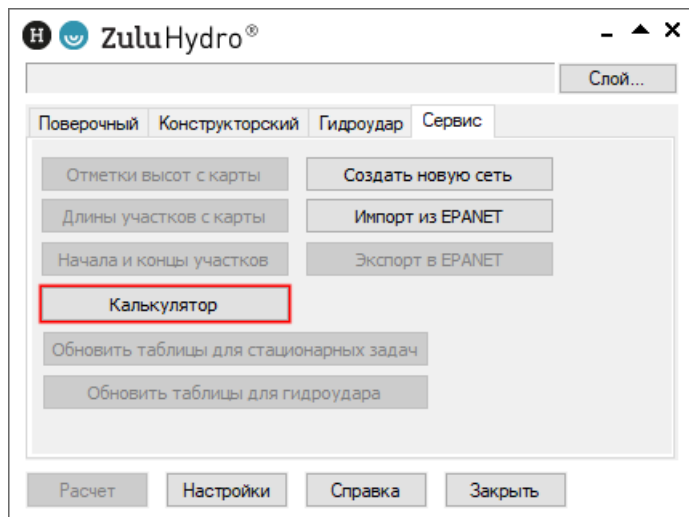 H ZuluHydro®
Слой...
Поверочный Конструкторский Гидроудар Сервис
Отметки высот с карты Создать новую сеть
Длины участков с карты Импорт из EPANET
Начала и концы участков Экспорт в EPANET
Калькулятор
Обновить таблицы для стационарных задач
Обновить таблицы для гидроудара
Расчет Настройки Справка Закрыть